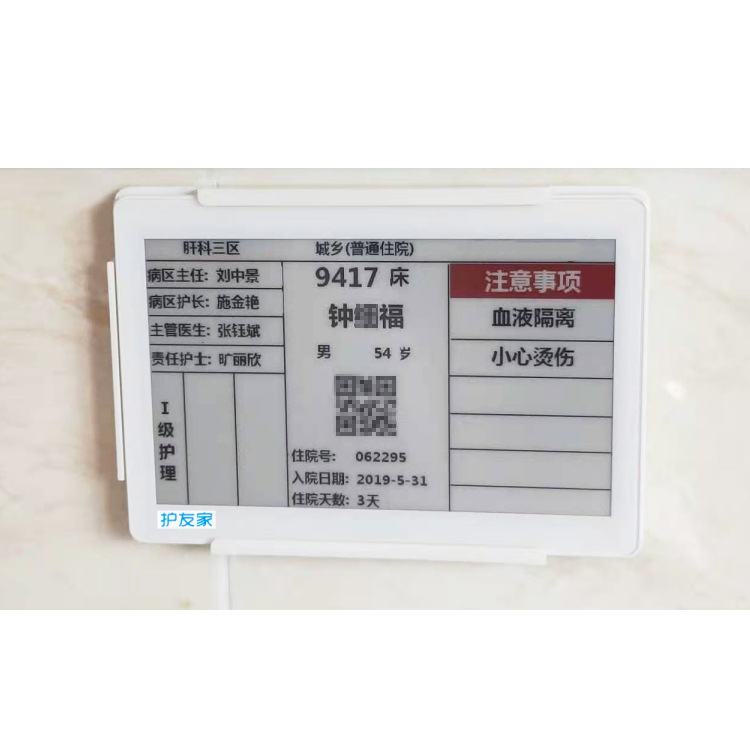 肝科三区 城乡(普通住院)
病区主任: 刘中景
病区护长: 施金艳
主管医生: 张钰斌
责任护士: 旷丽欣
I级护理
9417 床
钟 福
男 54 岁
住院号: 062295
入院日期: 2019-5-31
住院天数: 3天
注意事项
血液隔离
小心烫伤
护友家